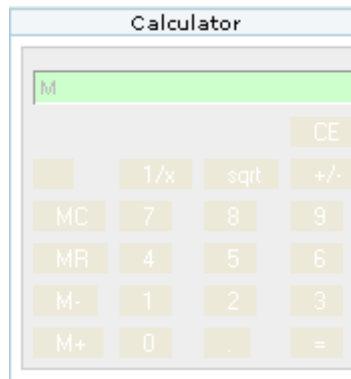 Calculator
M
CE
1/x sqrt +/-
MC 7 8 9
MR 4 5 6
M- 1 2 3
M+ 0 . =